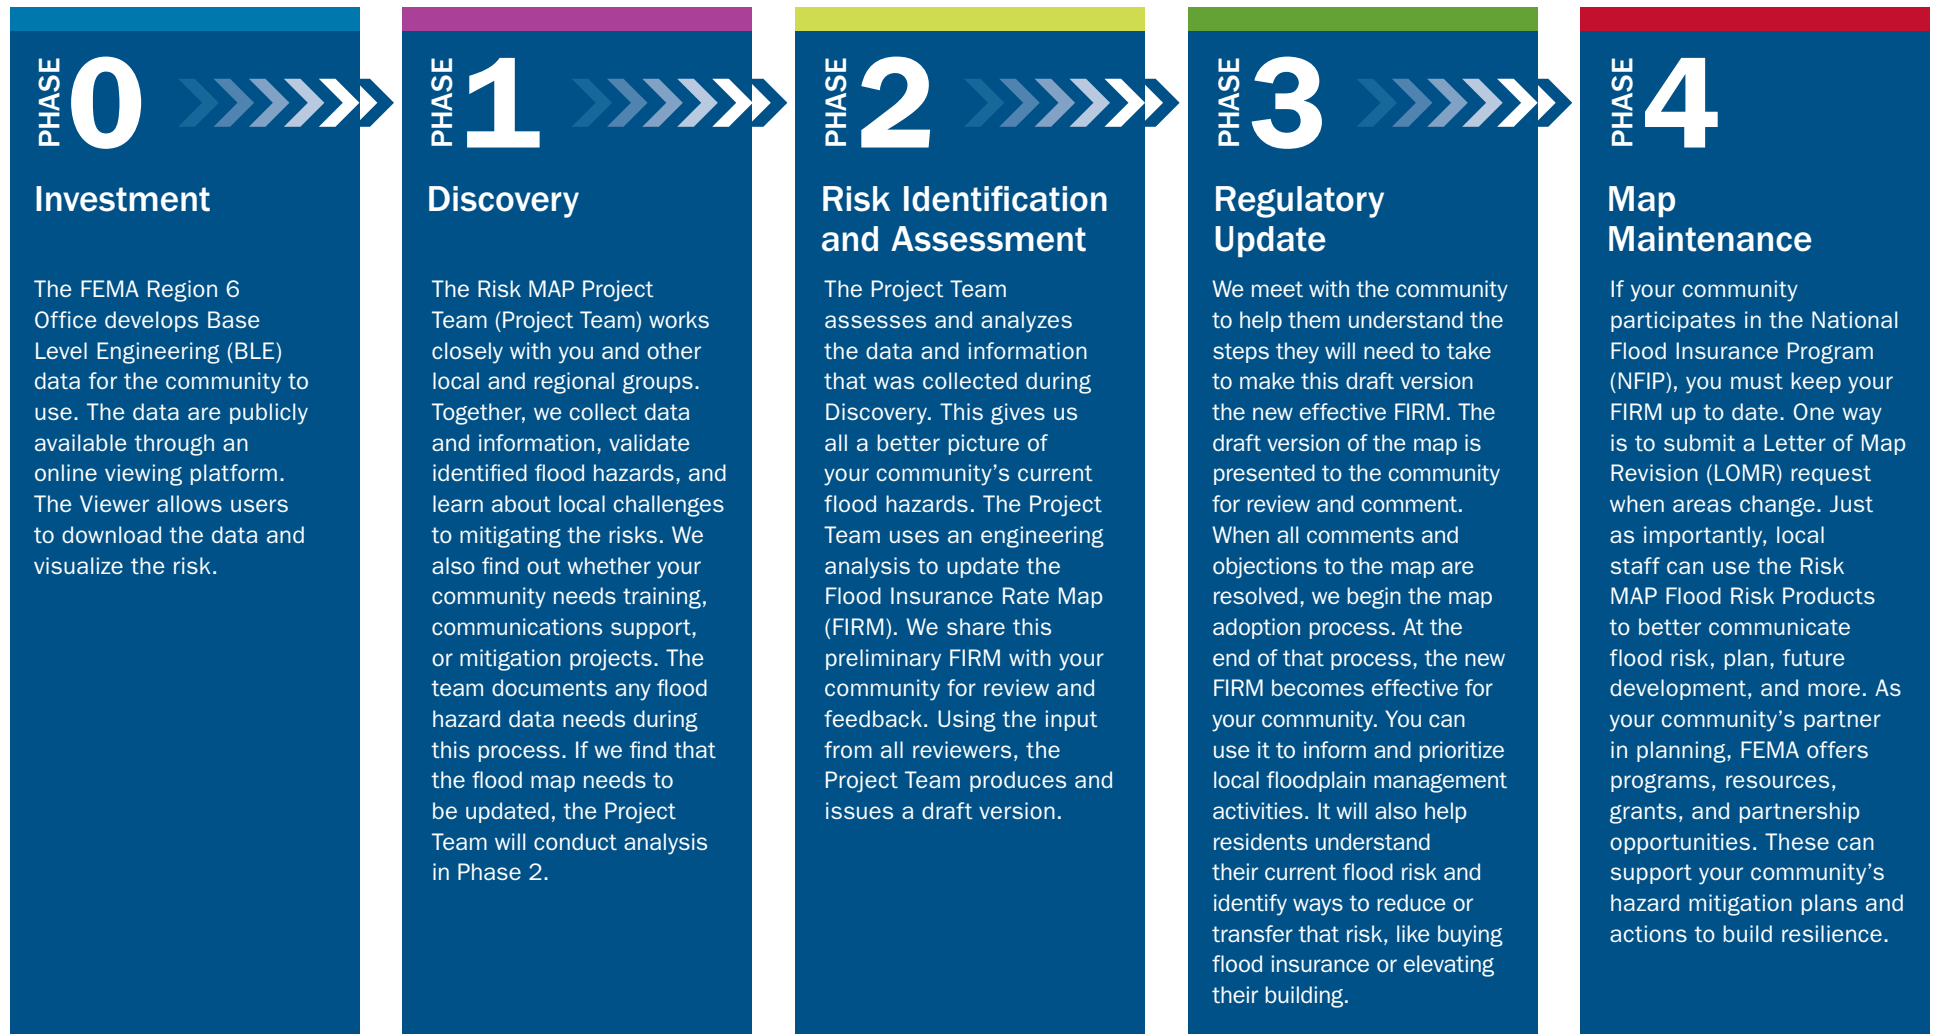 PHASE 0
Investment
The FEMA Region 6
Office develops Base
Level Engineering (BLE)
data for the community to
use. The data are publicly
available through an
online viewing platform.
The Viewer allows users
to download the data and
visualize the risk.
PHASE 1
Discovery
The Risk MAP Project
Team (Project Team) works
closely with you and other
local and regional groups.
Together, we collect data
and information, validate
identified flood hazards, and
learn about local challenges
to mitigating the risks. We
also find out whether your
community needs training,
communications support,
or mitigation projects. The
team documents any flood
hazard data needs during
this process. If we find that
the flood map needs to
be updated, the Project
Team will conduct analysis
in Phase 2.
PHASE 2
Risk Identification
and Assessment
The Project Team
assesses and analyzes
the data and information
that was collected during
Discovery. This gives us
all a better picture of
your community’s current
flood hazards. The Project
Team uses an engineering
analysis to update the
Flood Insurance Rate Map
(FIRM). We share this
preliminary FIRM with your
community for review and
feedback. Using the input
from all reviewers, the
Project Team produces and
issues a draft version.
PHASE 3
Regulatory
Update
We meet with the community
to help them understand the
steps they will need to take
to make this draft version
the new effective FIRM. The
draft version of the map is
presented to the community
for review and comment.
When all comments and
objections to the map are
resolved, we begin the map
adoption process. At the
end of that process, the new
FIRM becomes effective for
your community. You can
use it to inform and prioritize
local floodplain management
activities. It will also help
residents understand
their current flood risk and
identify ways to reduce or
transfer that risk, like buying
flood insurance or elevating
their building.
PHASE 4
Map
Maintenance
If your community
participates in the National
Flood Insurance Program
(NFIP), you must keep your
FIRM up to date. One way
is to submit a Letter of Map
Revision (LOMR) request
when areas change. Just
as importantly, local
staff can use the Risk
MAP Flood Risk Products
to better communicate
flood risk, plan, future
development, and more. As
your community’s partner
in planning, FEMA offers
programs, resources,
grants, and partnership
opportunities. These can
support your community’s
hazard mitigation plans and
actions to build resilience.